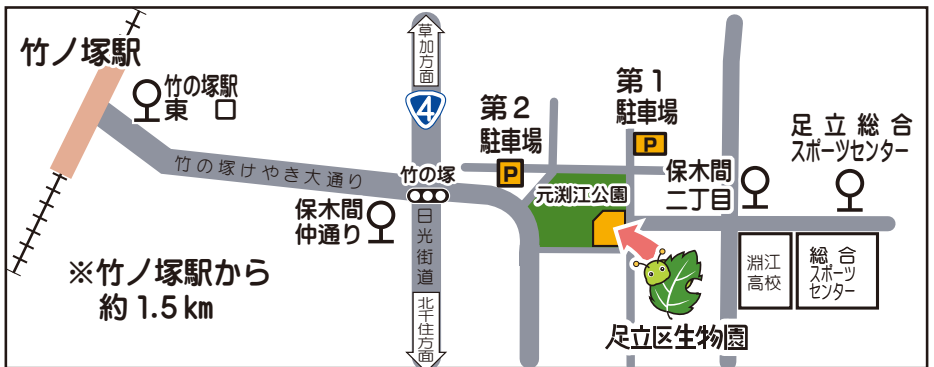 竹ノ塚駅
竹の塚駅
東口
竹の塚けやき大通り
草加方面
4
竹の塚
日光街道
北千住方面
保木間
仲通り
※竹ノ塚駅から
約1.5km
第2
駐車場
P
第1
駐車場
P
元渕江公園
保木間
二丁目
足立総合
スポーツセンター
淵江
高校
総合
スポーツ
センター
足立区生物園